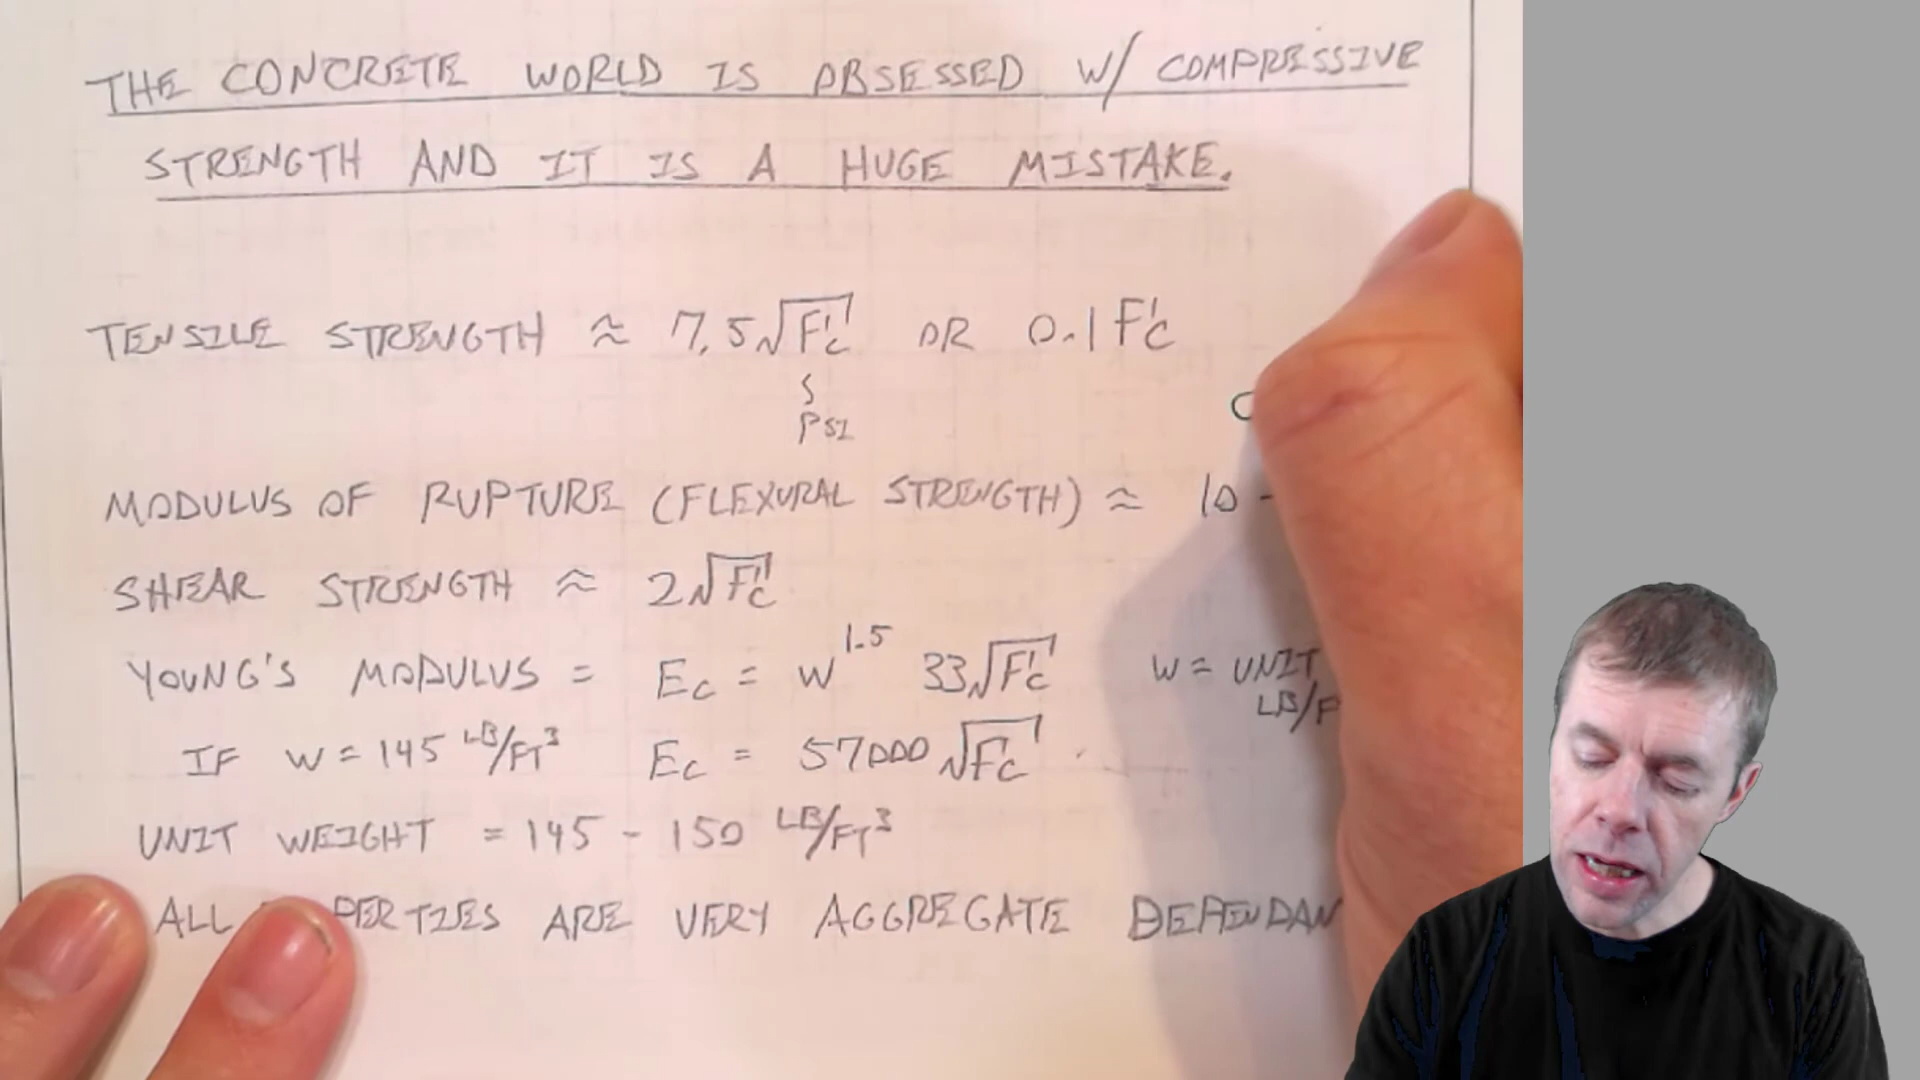 THE CONCRETE WORLD IS OBSESSED W/ COMPRESSIVE
STRENGTH AND IT IS A HUGE MISTAKE.
TENSILE STRENGTH ≈ 7.5√F'c OR 0.1 F'c
PSI
MODULUS OF RUPTURE (FLEXURAL STRENGTH) ≈ 10 -
SHEAR STRENGTH ≈ 2√F'c
YOUNG'S MODULUS = Ec = w^1.5 33√F'c w = UNIT
LB/F
IF w = 145 LB/FT³ Ec = 57000√F'c
UNIT WEIGHT = 145 - 150 LB/FT³
ALL PERTIES ARE VERY AGGREGATE DEPENDAN